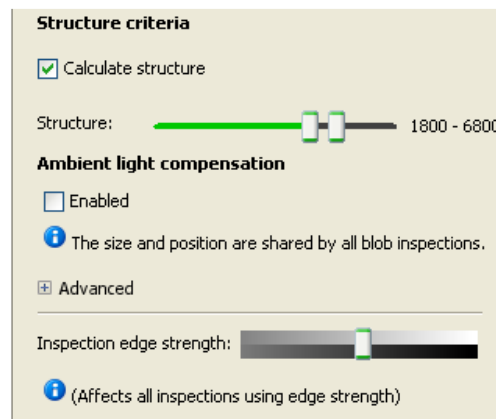 Structure criteria
Calculate structure
Structure: 1800 - 6800
Ambient light compensation
Enabled
The size and position are shared by all blob inspections.
Advanced
Inspection edge strength:
(Affects all inspections using edge strength)